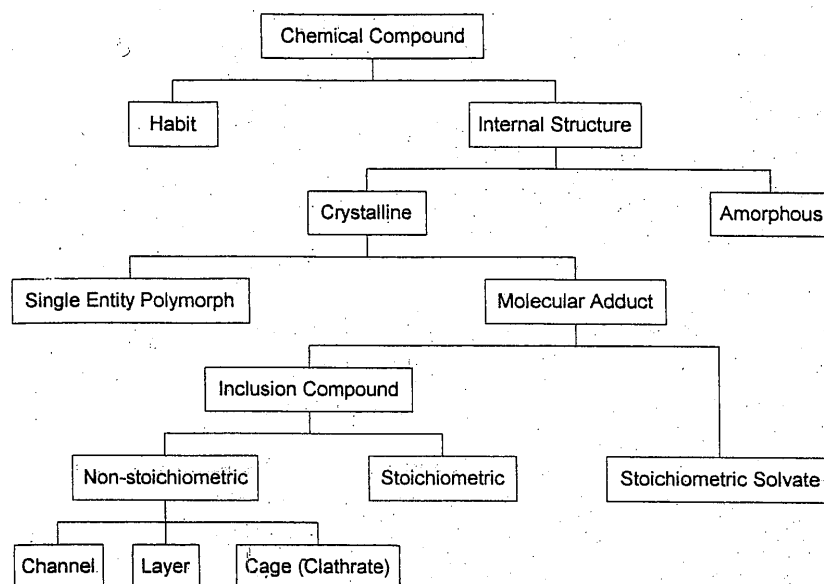 Chemical Compound
Habit
Internal Structure
Crystalline
Amorphous
Single Entity Polymorph
Molecular Adduct
Inclusion Compound
Non-stoichiometric
Stoichiometric
Stoichiometric Solvate
Channel
Layer
Cage (Clathrate)